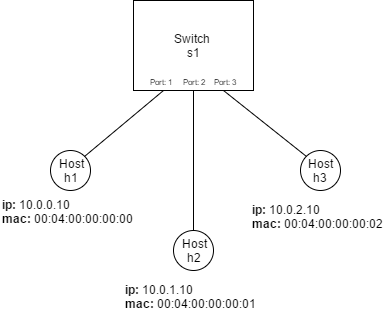 Switch
s1
Port: 1 Port: 2 Port: 3
Host
h1
ip: 10.0.0.10
mac: 00:04:00:00:00:00
Host
h2
ip: 10.0.1.10
mac: 00:04:00:00:00:01
Host
h3
ip: 10.0.2.10
mac: 00:04:00:00:00:02